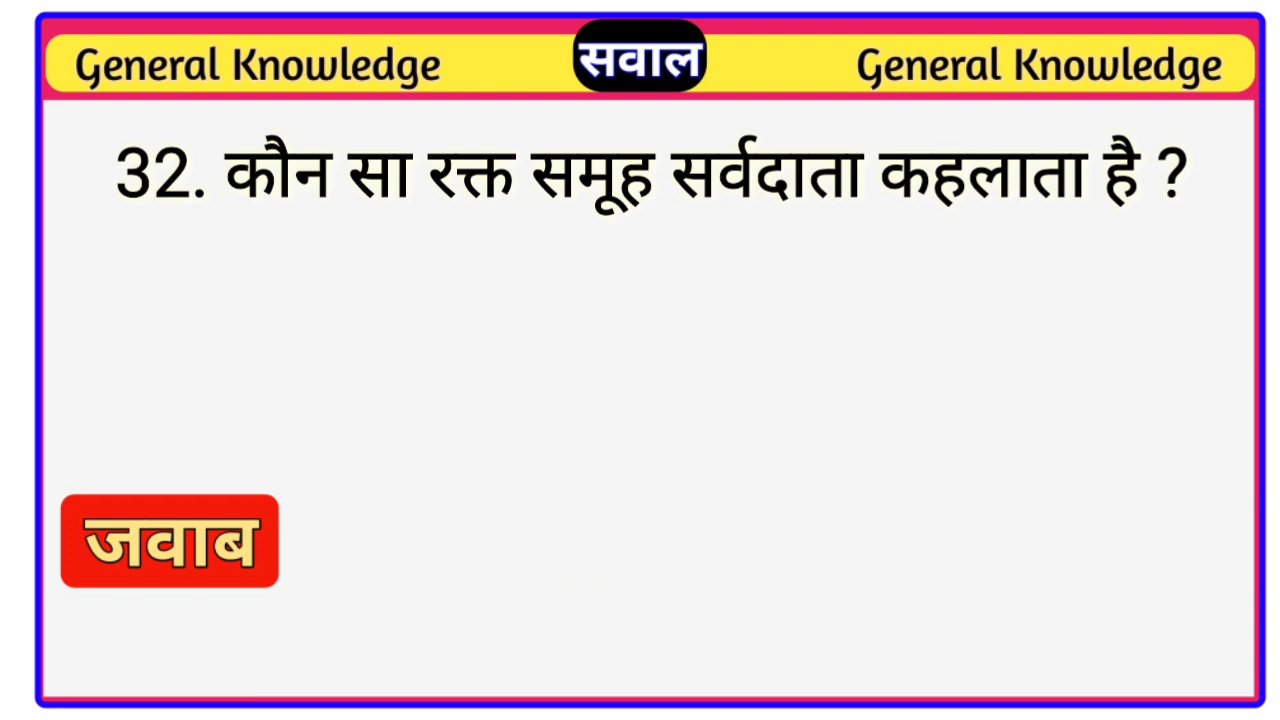 General Knowledge सवाल General Knowledge
32. कौन सा रक्त समूह सर्वदाता कहलाता है ?
जवाब